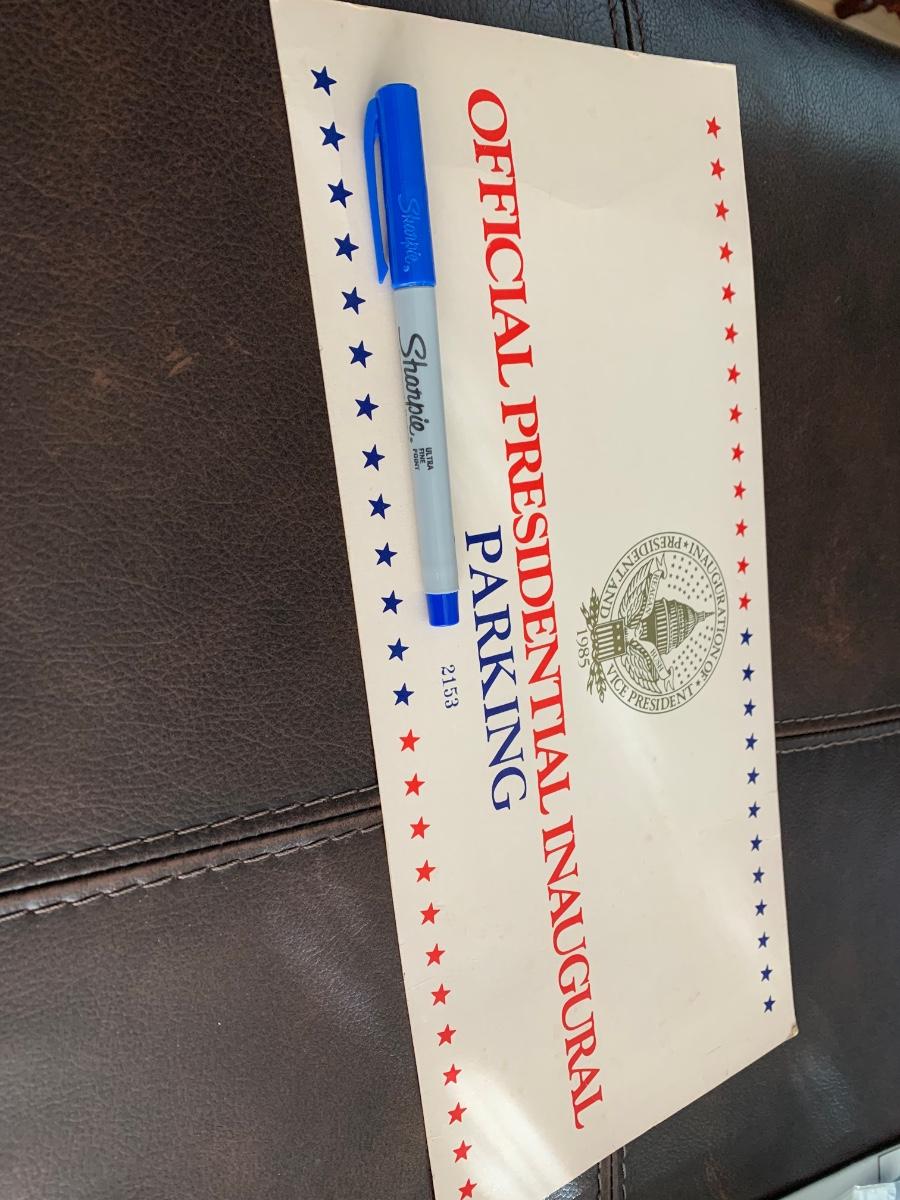 INAUGURATION OF
PRESIDENT AND
VICE PRESIDENT
1985
OFFICIAL PRESIDENTIAL INAUGURAL
PARKING
2153
Sharpie
Sharpie
ULTRA
FINE
POINT